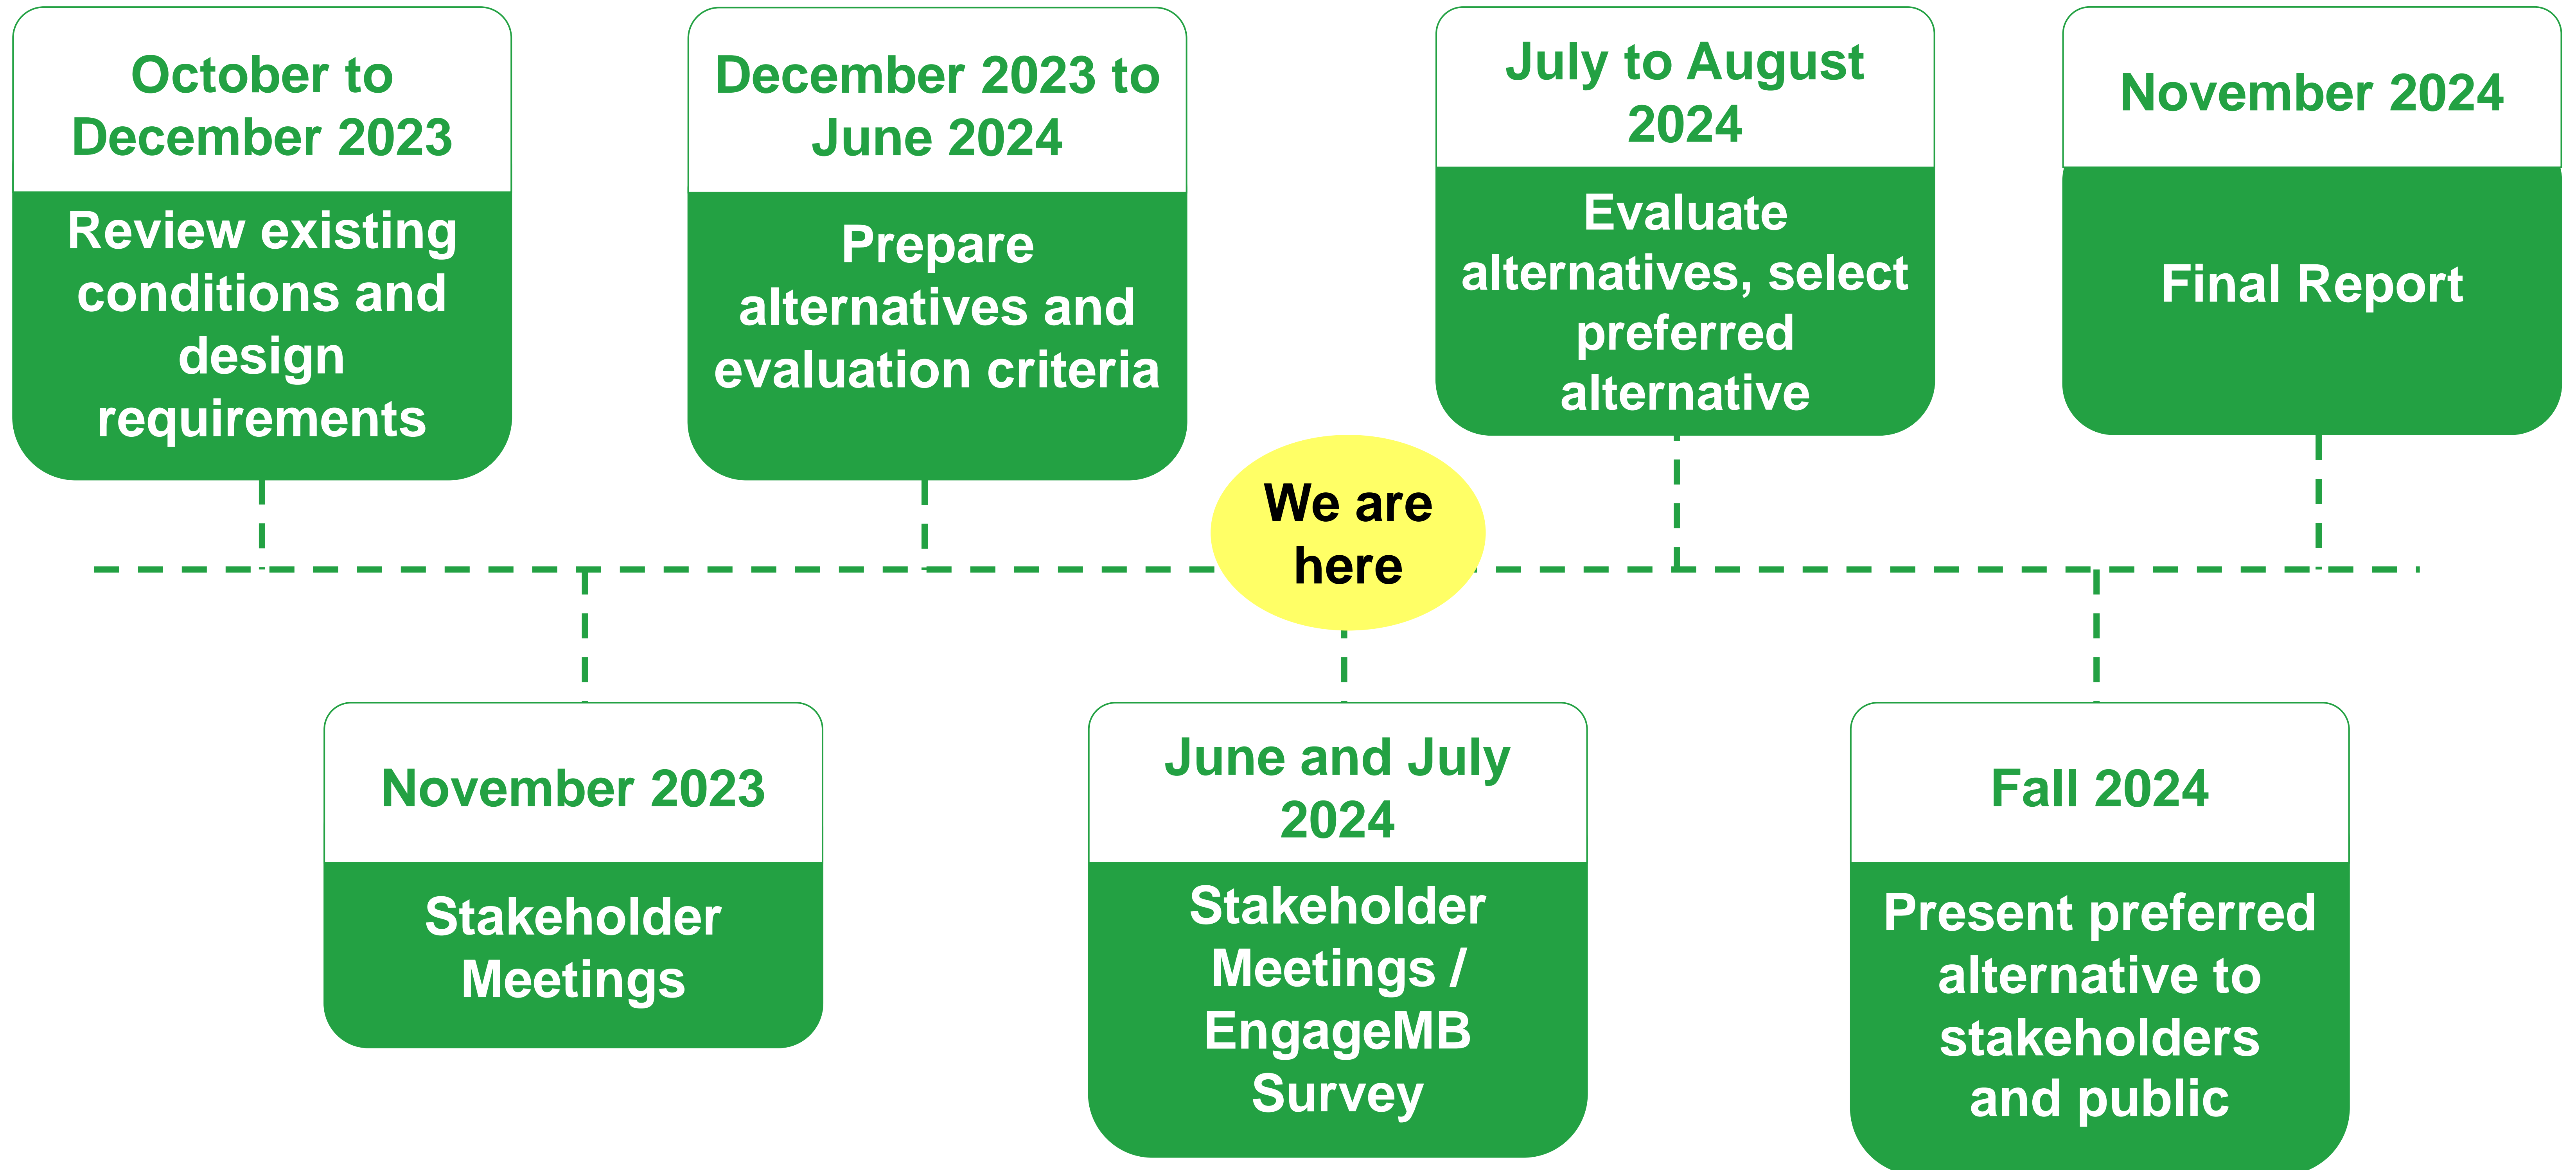 October to
December 2023
Review existing
conditions and
design
requirements
December 2023 to
June 2024
Prepare
alternatives and
evaluation criteria
July to August
2024
Evaluate
alternatives, select
preferred
alternative
November 2024
Final Report
We are
here
November 2023
Stakeholder
Meetings
June and July
2024
Stakeholder
Meetings /
EngageMB
Survey
Fall 2024
Present preferred
alternative to
stakeholders
and public